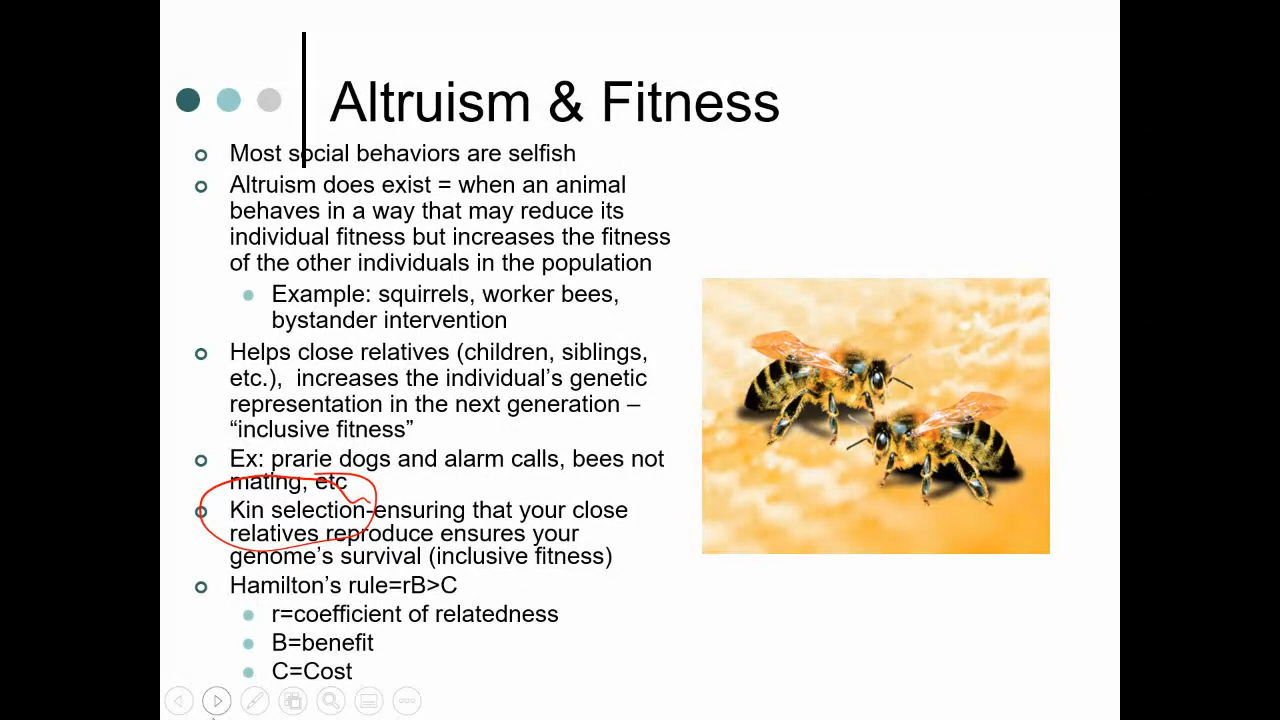 Altruism & Fitness
Most social behaviors are selfish
Altruism does exist = when an animal
behaves in a way that may reduce its
individual fitness but increases the fitness
of the other individuals in the population
Example: squirrels, worker bees,
bystander intervention
Helps close relatives (children, siblings,
etc.), increases the individual’s genetic
representation in the next generation –
“inclusive fitness”
Ex: prarie dogs and alarm calls, bees not
mating, etc
Kin selection-ensuring that your close
relatives reproduce ensures your
genome’s survival (inclusive fitness)
Hamilton’s rule=rB>C
r=coefficient of relatedness
B=benefit
C=Cost